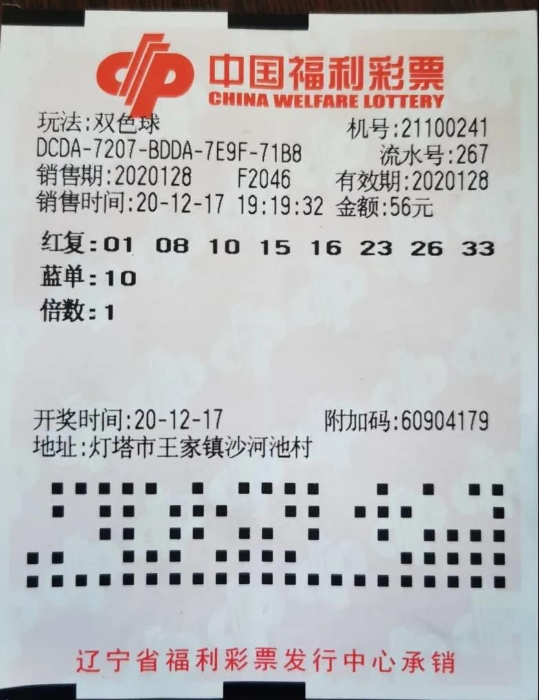 中国福利彩票
CHINA WELFARE LOTTERY
玩法:双色球 机号:21100241
DCDA-7207-BDDA-7E9F-71B8 流水号:267
销售期:2020128 F2046 有效期:2020128
销售时间:20-12-17 19:19:32 金额:56元
红复:01 08 10 15 16 23 26 33
蓝单:10
倍数:1
开奖时间:20-12-17 附加码:60904179
地址:灯塔市王家镇沙河池村
辽宁省福利彩票发行中心承销